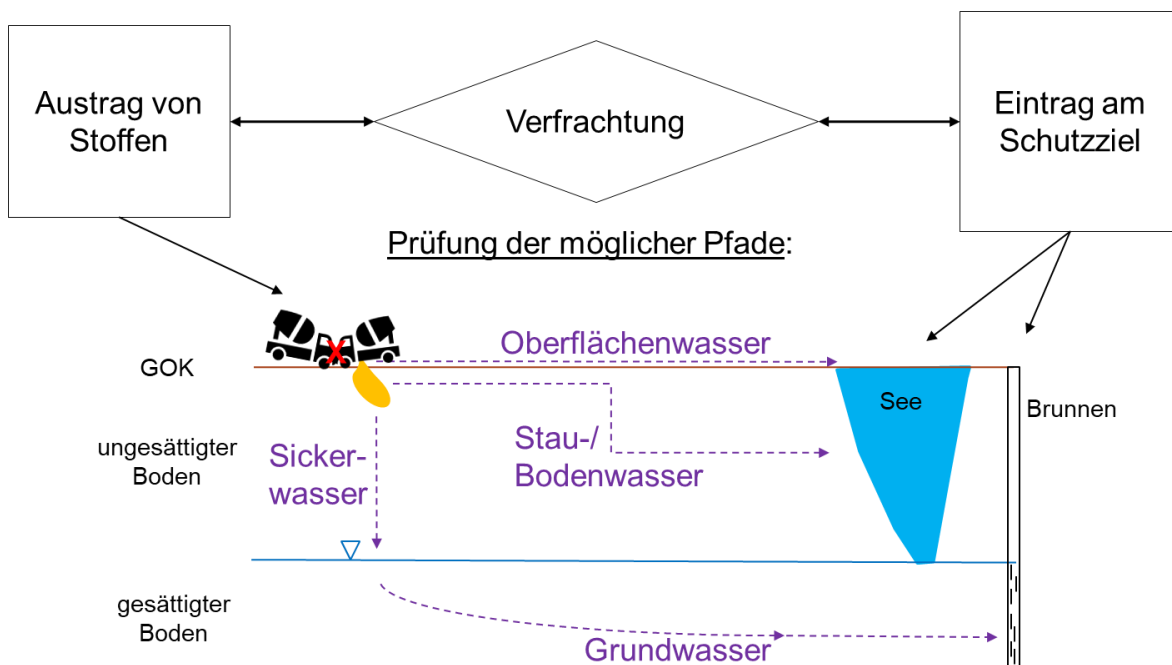 Austrag von
Stoffen
Verfrachtung
Eintrag am
Schutzziel
Prüfung der möglicher Pfade:
Oberflächenwasser
GOK
See
Brunnen
ungesättigter
Boden
Sicker-
wasser
Stau-/
Bodenwasser
gesättigter
Boden
Grundwasser